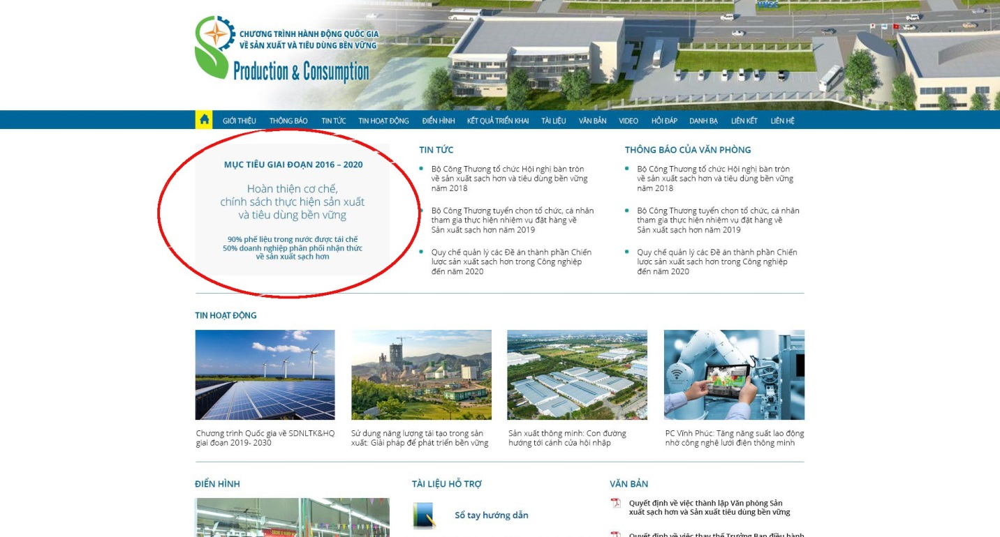 CHƯƠNG TRÌNH HÀNH ĐỘNG QUỐC GIA
VỀ SẢN XUẤT VÀ TIÊU DÙNG BỀN VỮNG
Production & Consumption
GIỚI THIỆU THÔNG BÁO TIN TỨC TIN HOẠT ĐỘNG ĐIỂN HÌNH KẾT QUẢ TRIỂN KHAI TÀI LIỆU VĂN BẢN VIDEO HỎI ĐÁP DANH BẠ LIÊN KẾT LIÊN HỆ
MỤC TIÊU GIAI ĐOẠN 2016 – 2020
Hoàn thiện cơ chế,
chính sách thực hiện sản xuất
và tiêu dùng bền vững
90% phế liệu trong nước được tái chế
50% doanh nghiệp phân phối nhận thức
về sản xuất sạch hơn
TIN TỨC
Bộ Công Thương tổ chức Hội nghị bàn tròn
về sản xuất sạch hơn và tiêu dùng bền vững
năm 2018
Bộ Công Thương tuyển chọn tổ chức, cá nhân
tham gia thực hiện nhiệm vụ đặt hàng về
Sản xuất sạch hơn năm 2019
Quy chế quản lý các Đề án thành phần Chiến
lược sản xuất sạch hơn trong Công nghiệp
đến năm 2020
THÔNG BÁO CỦA VĂN PHÒNG
Bộ Công Thương tổ chức Hội nghị bàn tròn
về sản xuất sạch hơn và tiêu dùng bền vững
năm 2018
Bộ Công Thương tuyển chọn tổ chức, cá nhân
tham gia thực hiện nhiệm vụ đặt hàng về
Sản xuất sạch hơn năm 2019
Quy chế quản lý các Đề án thành phần Chiến
lược sản xuất sạch hơn trong Công nghiệp
đến năm 2020
TIN HOẠT ĐỘNG
Chương trình Quốc gia về SDNLTK&HQ
giai đoạn 2019- 2030
Sử dụng năng lượng tái tạo trong sản
xuất: Giải pháp để phát triển bền vững
Sản xuất thông minh: Con đường
hướng tới cánh cửa hội nhập
PC Vĩnh Phúc: Tăng năng suất lao động
nhờ công nghệ lưới điện thông minh
ĐIỂN HÌNH
TÀI LIỆU HỖ TRỢ
Sổ tay hướng dẫn
VĂN BẢN
Quyết định về việc thành lập Văn phòng Sản
xuất sạch hơn và Sản xuất tiêu dùng bền vững
Quyết định về việc thay thế Trưởng Ban điều hành